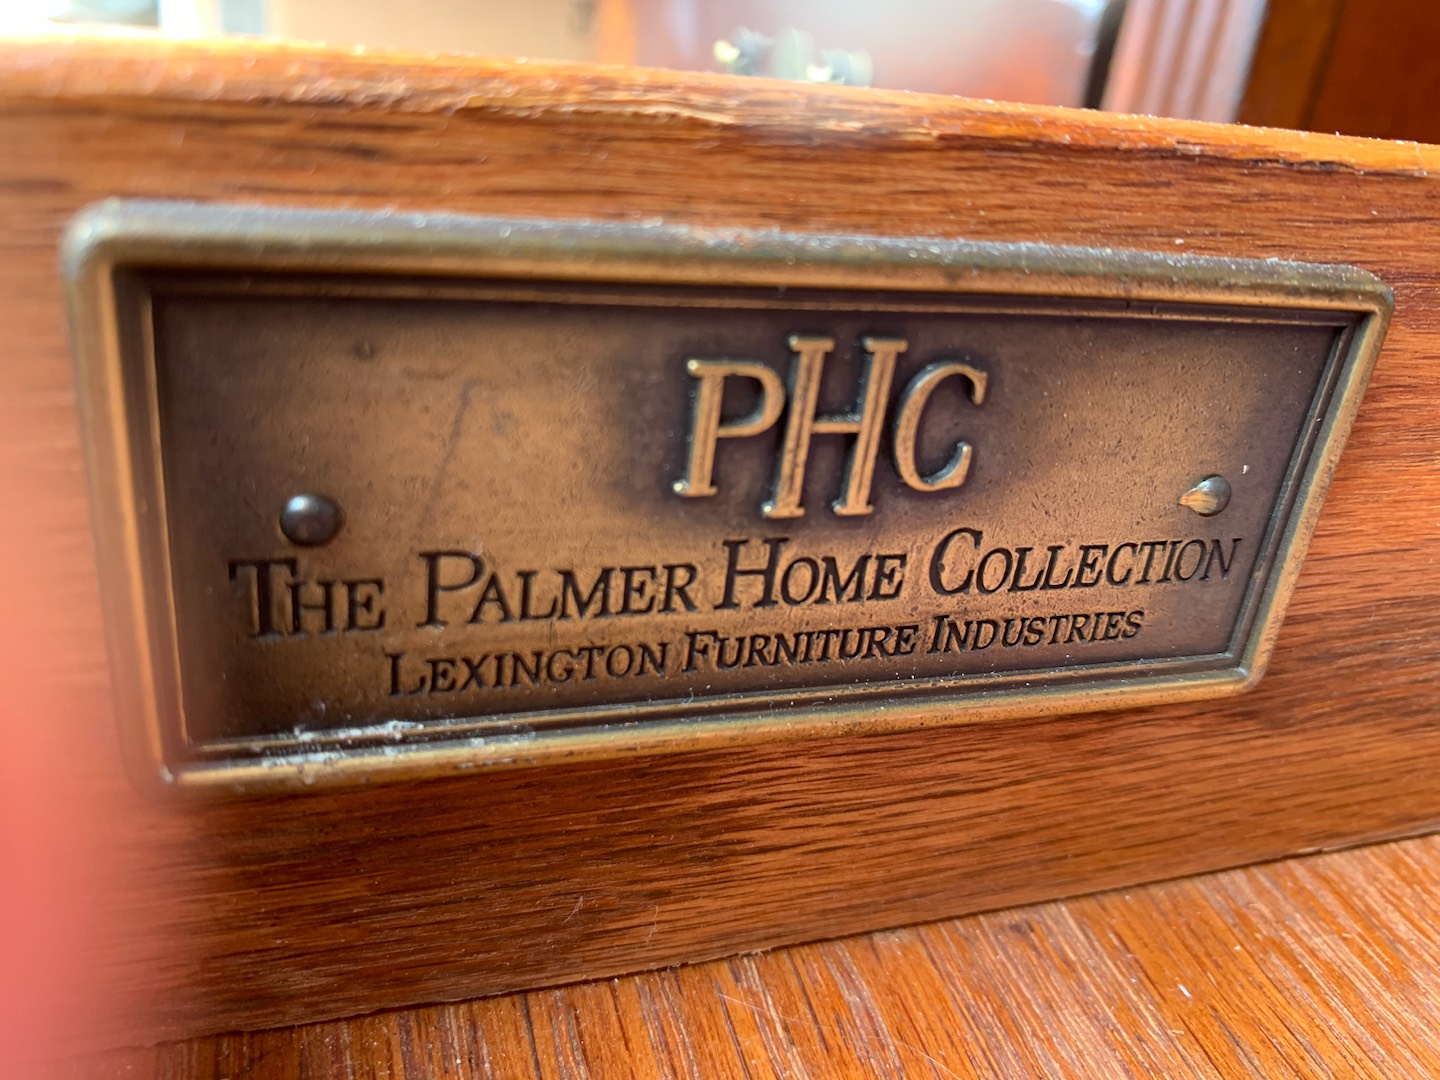 PHC
THE PALMER HOME COLLECTION
LEXINGTON FURNITURE INDUSTRIES